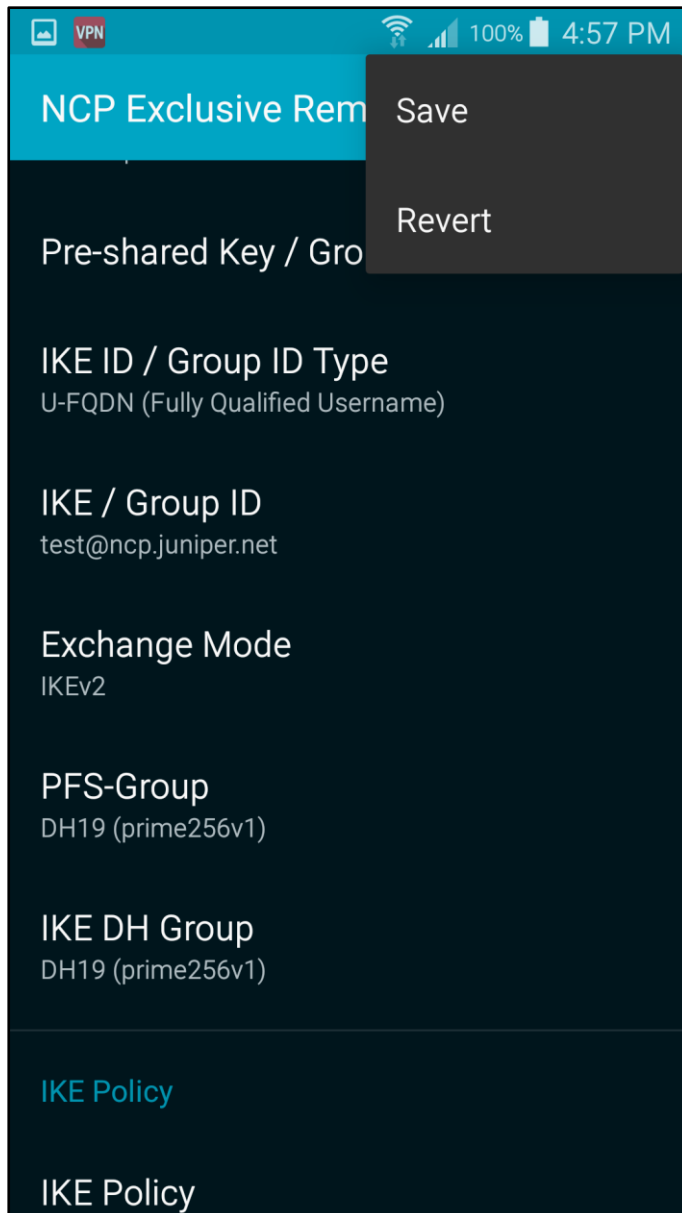 VPN 100% 4:57 PM
NCP Exclusive Rem
Save
Revert
Pre-shared Key / Gro
IKE ID / Group ID Type
U-FQDN (Fully Qualified Username)
IKE / Group ID
test@ncp.juniper.net
Exchange Mode
IKEv2
PFS-Group
DH19 (prime256v1)
IKE DH Group
DH19 (prime256v1)
IKE Policy
IKE Policy